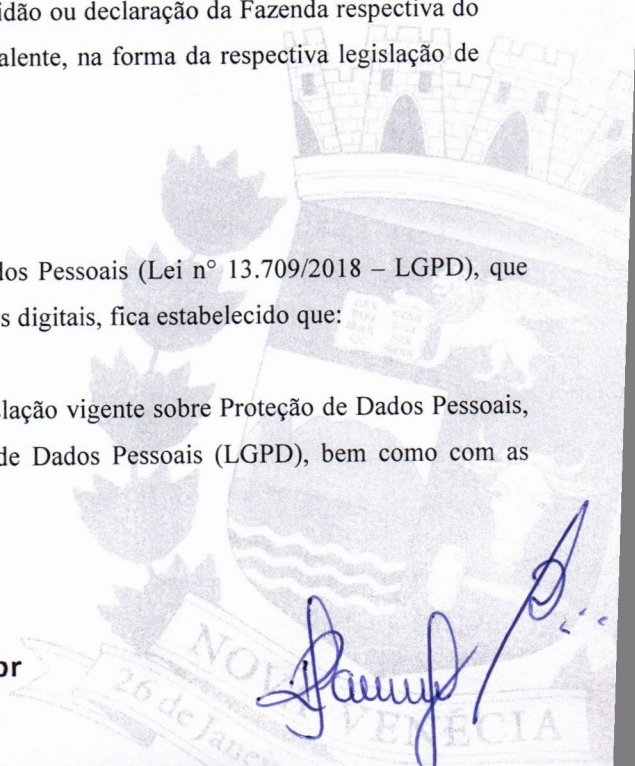 idão ou declaração da Fazenda respectiva do
alente, na forma da respectiva legislação de
dos Pessoais (Lei n° 13.709/2018 – LGPD), que
s digitais, fica estabelecido que:
slação vigente sobre Proteção de Dados Pessoais,
de Dados Pessoais (LGPD), bem como com as
or
NOVA VENÉCIA
26 de Jane